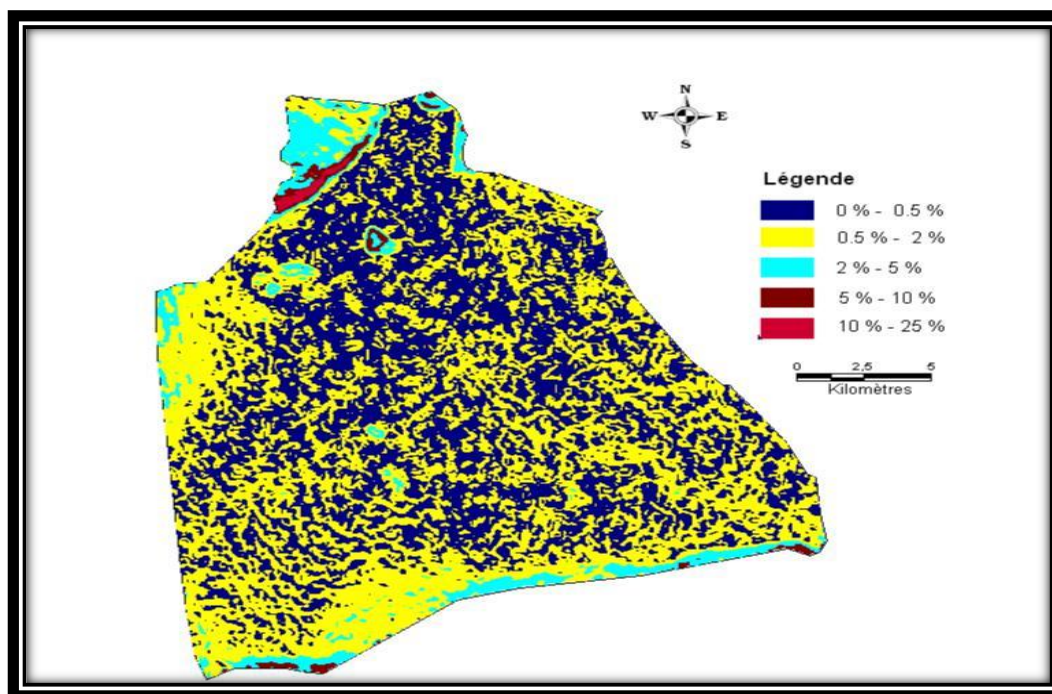 N
W E
S
Légende
0 % - 0.5 %
0.5 % - 2 %
2 % - 5 %
5 % - 10 %
10 % - 25 %
0 2,5 5
Kilomètres